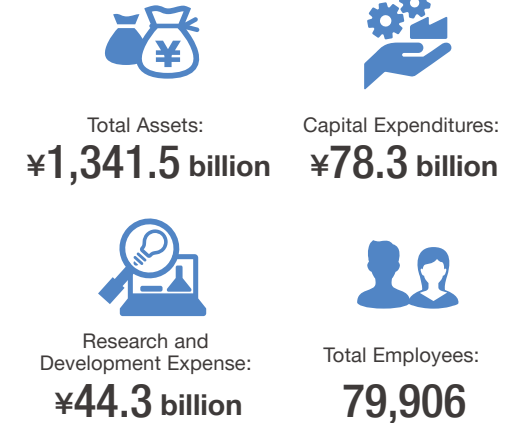 ¥
Total Assets:
¥1,341.5 billion
Capital Expenditures:
¥78.3 billion
Research and
Development Expense:
¥44.3 billion
Total Employees:
79,906